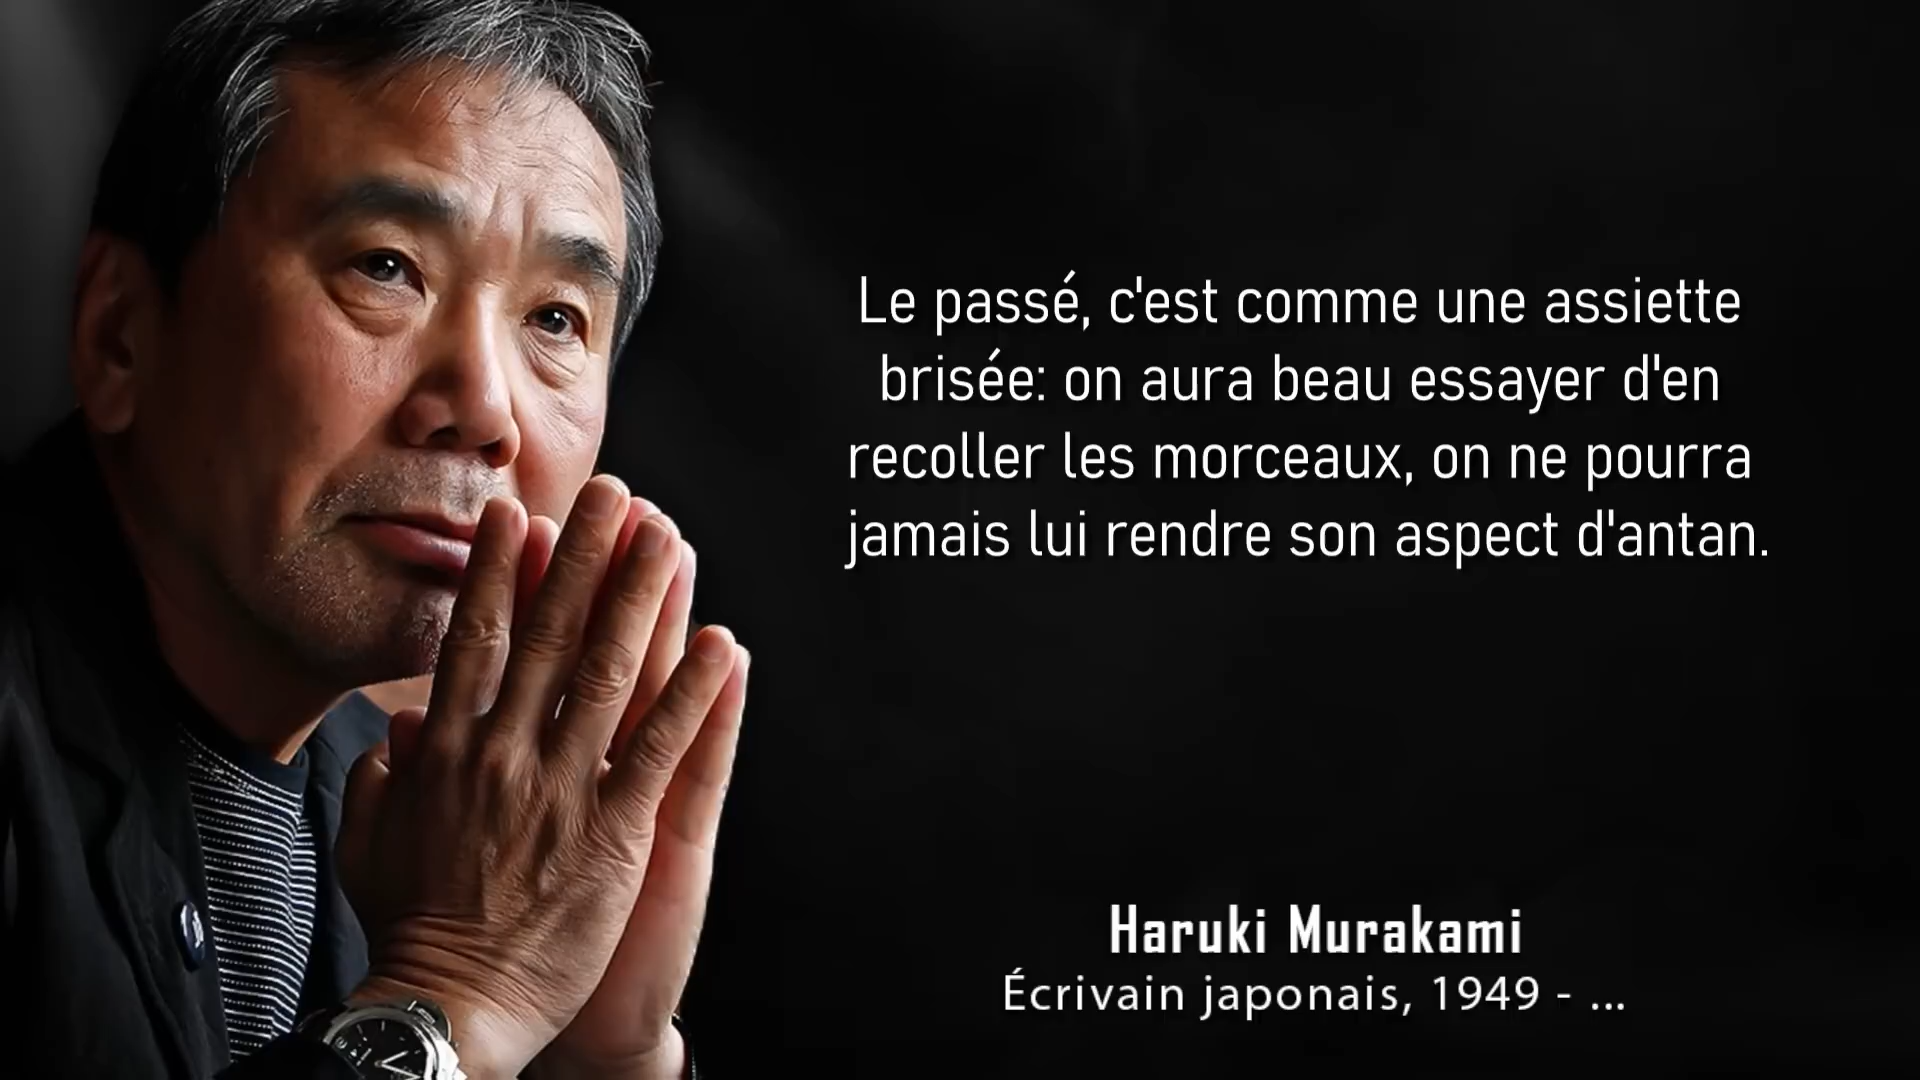 Le passé, c'est comme une assiette
brisée: on aura beau essayer d'en
recoller les morceaux, on ne pourra
jamais lui rendre son aspect d'antan.
Haruki Murakami
Écrivain japonais, 1949 - ...